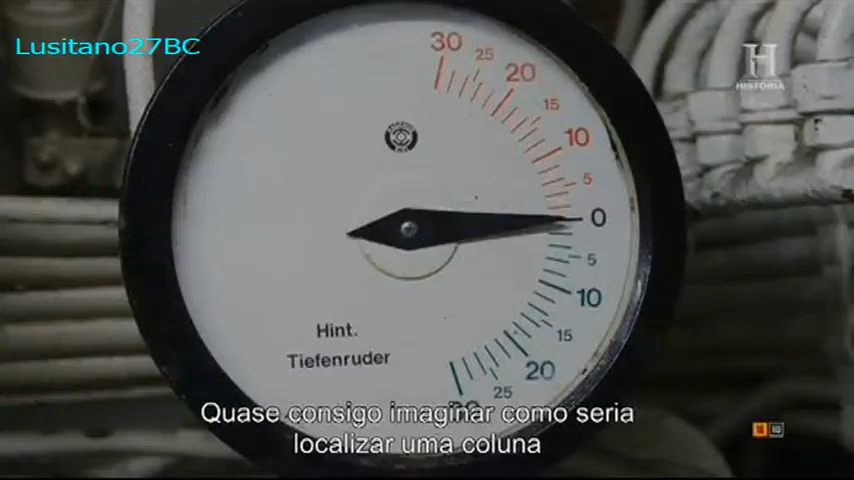 Lusitano27BC
H
HISTÓRIA
30
25
20
15
10
5
0
5
10
15
20
25
30
Hint.
Tiefenruder
Quase consigo imaginar como seria
localizar uma coluna